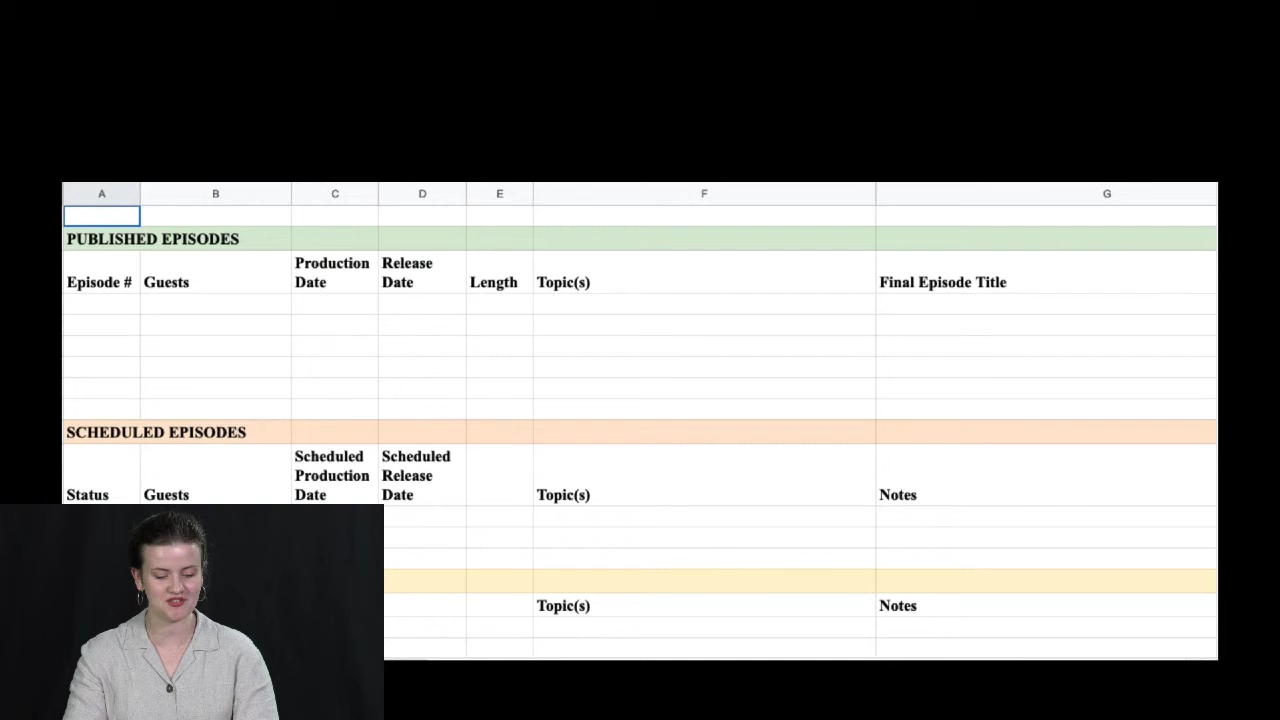 A B C D E F G
PUBLISHED EPISODES
Episode # Guests Production Date Release Date Length Topic(s) Final Episode Title
SCHEDULED EPISODES
Status Guests Scheduled Production Date Scheduled Release Date Topic(s) Notes
Topic(s) Notes